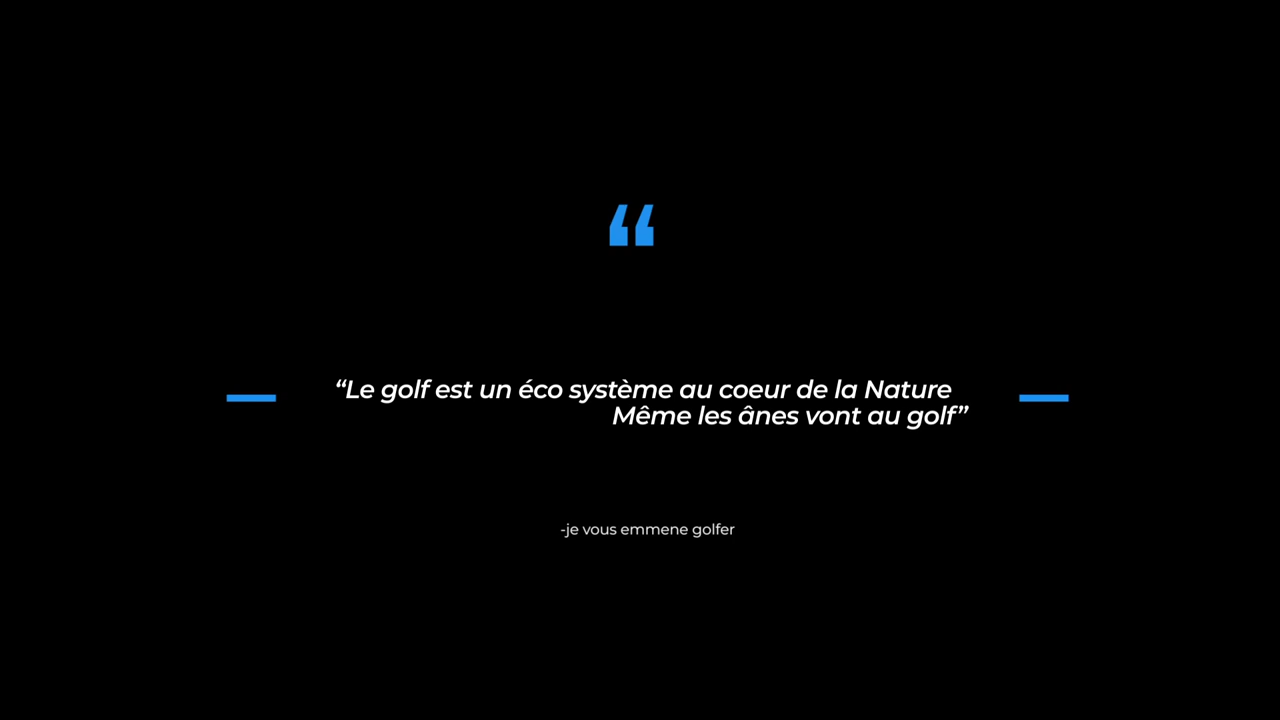 “
“Le golf est un éco système au coeur de la Nature
Même les ânes vont au golf”
-je vous emmene golfer